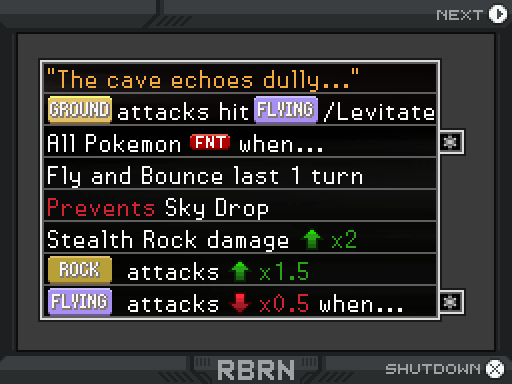 NEXT
"The cave echoes dully..."
GROUND attacks hit FLYING /Levitate
All Pokemon FNT when...
Fly and Bounce last 1 turn
Prevents Sky Drop
Stealth Rock damage ↑ x2
ROCK attacks ↑ x1.5
FLYING attacks ↓ x0.5 when...
RBRN
SHUTDOWN